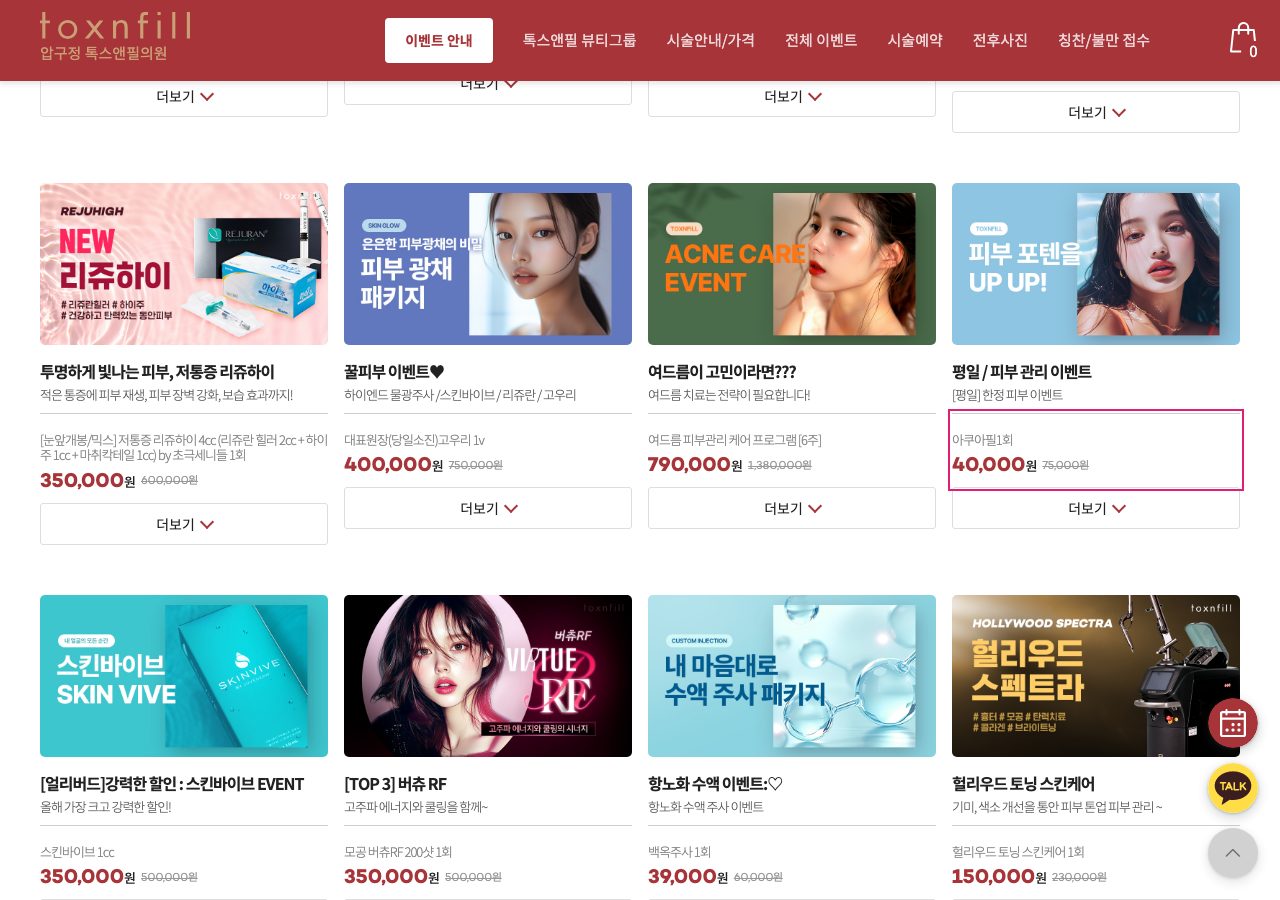 toxnfill
압구정 톡스앤필의원
이벤트 안내
톡스앤필 뷰티그룹
시술안내/가격
전체 이벤트
시술예약
전후사진
칭찬/불만 접수
0
더보기
더보기
더보기
더보기
REJUHIGH
NEW
리쥬하이
# 리쥬란힐러 # 하이주
# 건강하고 탄력있는 동안피부
REJURAN
투명하게 빛나는 피부, 저통증 리쥬하이
적은 통증에 피부 재생, 피부 장벽 강화, 보습 효과까지!
[눈앞개봉/믹스] 저통증 리쥬하이 4cc (리쥬란 힐러 2cc + 하이
주 1cc + 마취칵테일 1cc) by 초극세니들 1회
350,000원 600,000원
더보기
SKIN GLOW
은은한 피부광채의 비밀
피부 광채
패키지
꿀피부 이벤트♥
하이엔드 물광주사 /스킨바이브 / 리쥬란 / 고우리
대표원장(당일소진)고우리 1v
400,000원 750,000원
더보기
TOXNFILL
ACNE CARE
EVENT
여드름이 고민이라면???
여드름 치료는 전략이 필요합니다!
여드름 피부관리 케어 프로그램 [6주]
790,000원 1,380,000원
더보기
TOXNFILL
피부 포텐을
UP UP!
평일 / 피부 관리 이벤트
[평일] 한정 피부 이벤트
아쿠아필1회
40,000원 75,000원
더보기
내 얼굴의 모든 순간
스킨바이브
SKIN VIVE
SKINVIVE
[얼리버드]강력한 할인 : 스킨바이브 EVENT
올해 가장 크고 강력한 할인!
스킨바이브 1cc
350,000원 500,000원
toxnfill
버츄RF
VIRTUE
RF
고주파 에너지와 쿨링의 시너지
[TOP 3] 버츄 RF
고주파 에너지와 쿨링을 함께~
모공 버츄RF 200샷 1회
350,000원 500,000원
CUSTOM INJECTION
내 마음대로
수액 주사 패키지
항노화 수액 이벤트:♡
항노화 수액 주사 이벤트
백옥주사 1회
39,000원 60,000원
toxnfill
HOLLYWOOD SPECTRA
헐리우드
스펙트라
# 흉터 # 모공 # 탄력치료
# 콜라겐 # 브라이트닝
헐리우드 토닝 스킨케어
기미, 색소 개선을 통안 피부 톤업 피부 관리 ~
헐리우드 토닝 스킨케어 1회
150,000원 230,000원
TALK